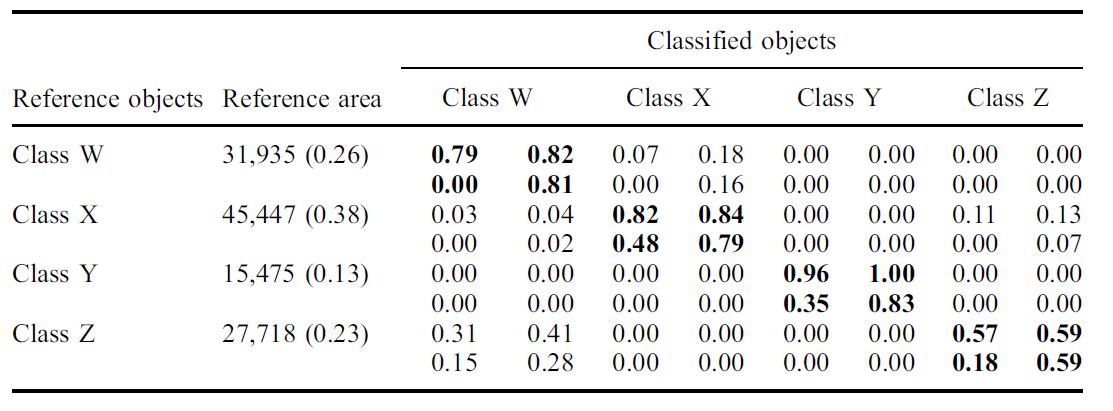 Classified objects
Reference objects Reference area Class W Class X Class Y Class Z
Class W 31,935 (0.26) 0.79 0.82 0.07 0.18 0.00 0.00 0.00 0.00
0.00 0.81 0.00 0.16 0.00 0.00 0.00 0.00
Class X 45,447 (0.38) 0.03 0.04 0.82 0.84 0.00 0.00 0.11 0.13
0.00 0.02 0.48 0.79 0.00 0.00 0.00 0.07
Class Y 15,475 (0.13) 0.00 0.00 0.00 0.00 0.96 1.00 0.00 0.00
0.00 0.00 0.00 0.00 0.35 0.83 0.00 0.00
Class Z 27,718 (0.23) 0.31 0.41 0.00 0.00 0.00 0.00 0.57 0.59
0.15 0.28 0.00 0.00 0.00 0.00 0.18 0.59